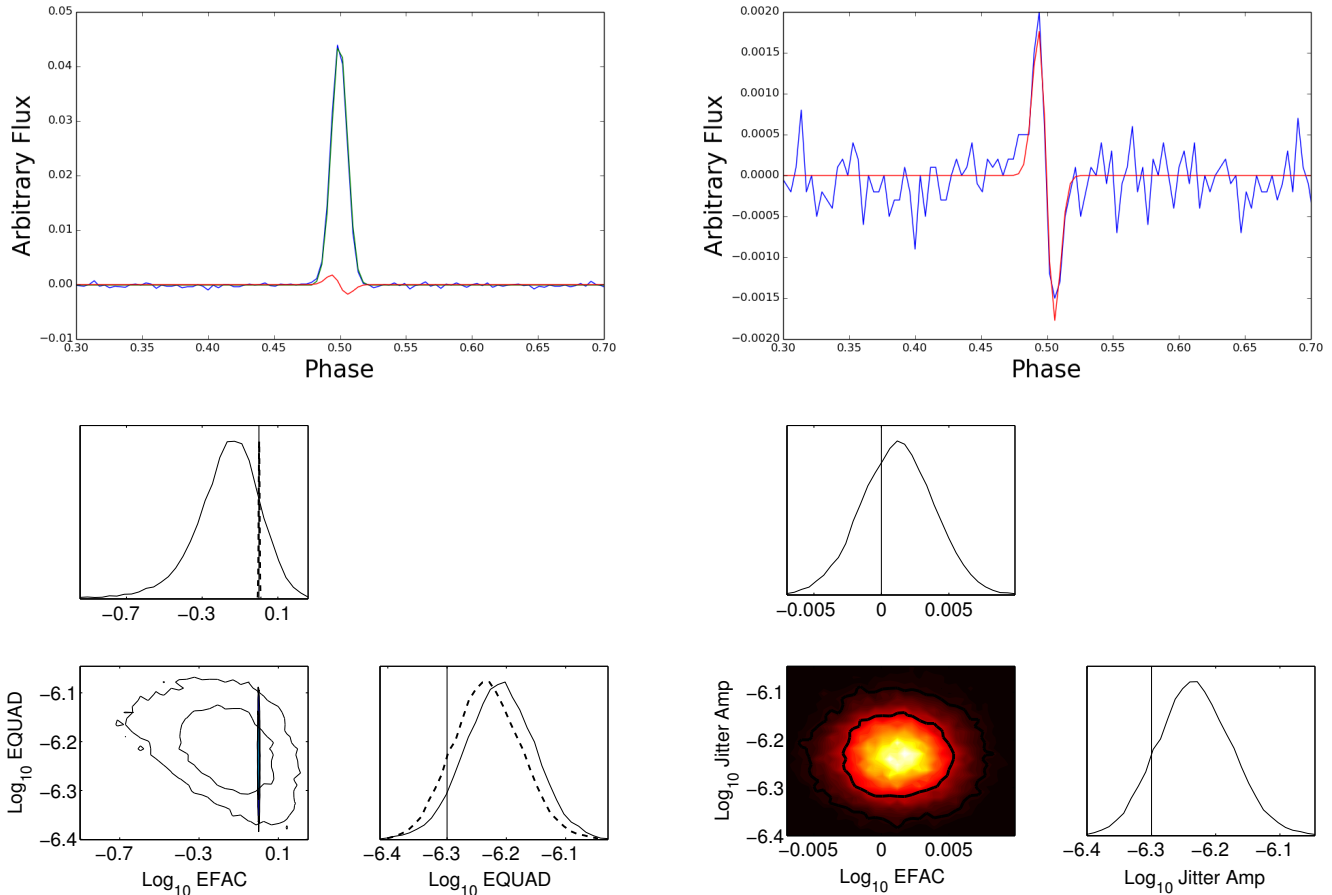 0.05
0.04
0.03
0.02
0.01
0.00
−0.01
Arbitrary Flux
0.30 0.35 0.40 0.45 0.50 0.55 0.60 0.65 0.70
Phase
0.0020
0.0015
0.0010
0.0005
0.0000
−0.0005
−0.0010
−0.0015
−0.0020
Arbitrary Flux
0.30 0.35 0.40 0.45 0.50 0.55 0.60 0.65 0.70
Phase
−0.7 −0.3 0.1
−0.005 0 0.005
Log10 EQUAD
−6.1
−6.2
−6.3
−6.4
−0.7 −0.3 0.1
Log10 EFAC
−6.4 −6.3 −6.2 −6.1
Log10 EQUAD
Log10 Jitter Amp
−6.1
−6.2
−6.3
−6.4
−0.005 0 0.005
Log10 EFAC
−6.4 −6.3 −6.2 −6.1
Log10 Jitter Amp